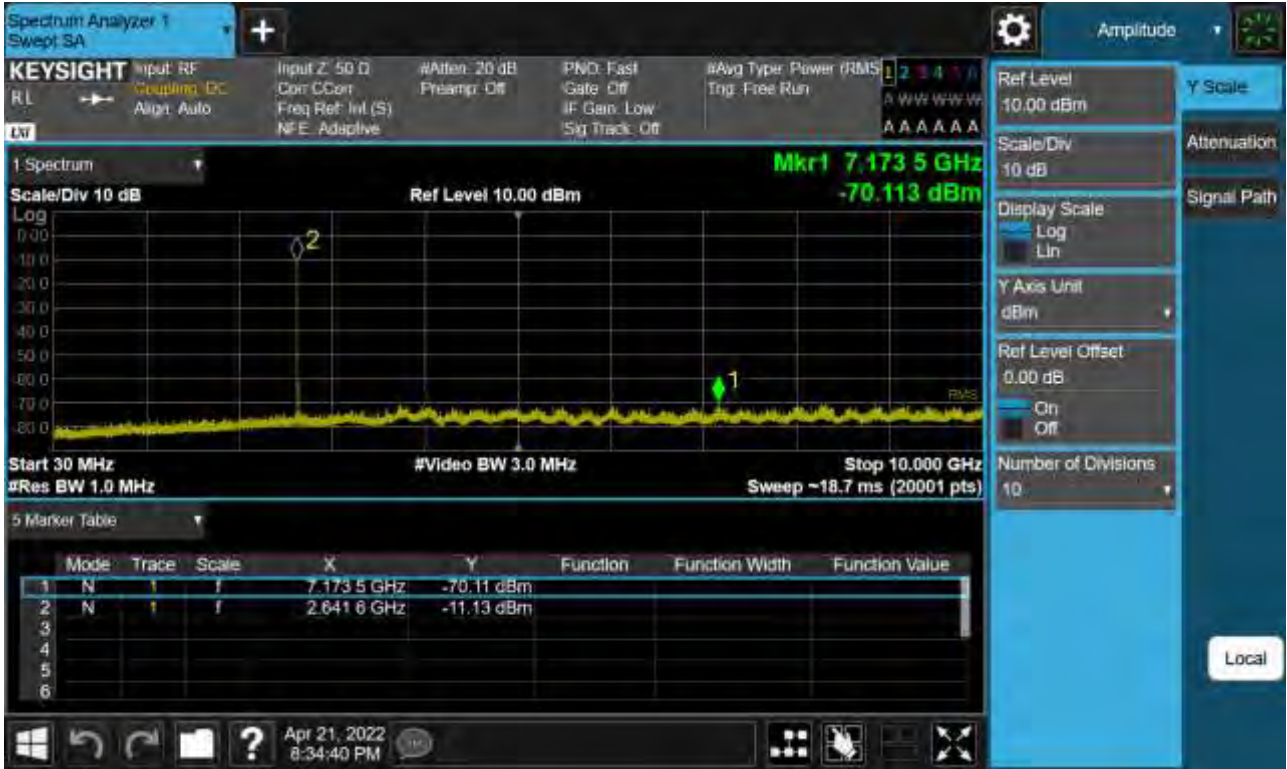 Spectrum Analyzer 1
Swept SA
+
Amplitude
KEYSIGHT
RL
LXI
Input: RF
Coupling: DC
Align: Auto
Input Z: 50 Ω
Corr CCorr
Freq Ref: Int (S)
NFE: Adaptive
#Atten: 20 dB
Preamp: Off
PNO: Fast
Gate: Off
IF Gain: Low
Sig Track: Off
#Avg Type: Power (RMS
Trig: Free Run
1 2 3 4 5 6
A W W W W W
A A A A A A
1 Spectrum
Mkr1 7.173 5 GHz
Scale/Div 10 dB
Ref Level 10.00 dBm
-70.113 dBm
Log
0.00
-10.0
-20.0
-30.0
-40.0
-50.0
-60.0
-70.0
-80.0
2
1
RMS
Start 30 MHz
#Video BW 3.0 MHz
Stop 10.000 GHz
#Res BW 1.0 MHz
Sweep ~18.7 ms (20001 pts)
5 Marker Table
Mode Trace Scale X Y Function Function Width Function Value
1 N 1 f 7.173 5 GHz -70.11 dBm
2 N 1 f 2.641 6 GHz -11.13 dBm
3
4
5
6
Ref Level
10.00 dBm
Scale/Div
10 dB
Display Scale
Log
Lin
Y Axis Unit
dBm
Ref Level Offset
0.00 dB
On
Off
Number of Divisions
10
Y Scale
Attenuation
Signal Path
Local
?
Apr 21, 2022
8:34:40 PM